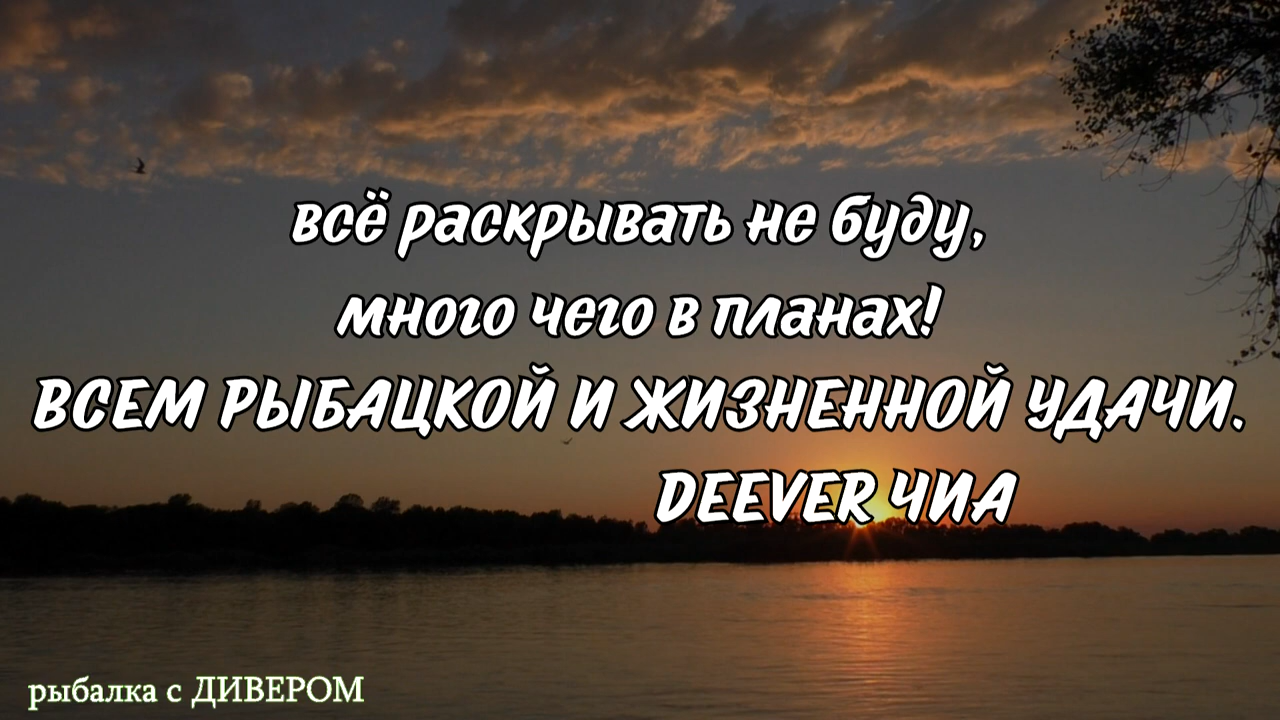 всё раскрывать не буду,
много чего в планах!
ВСЕМ РЫБАЦКОЙ И ЖИЗНЕННОЙ УДАЧИ.
DEEVER ЧИА
рыбалка с ДИВЕРОМ